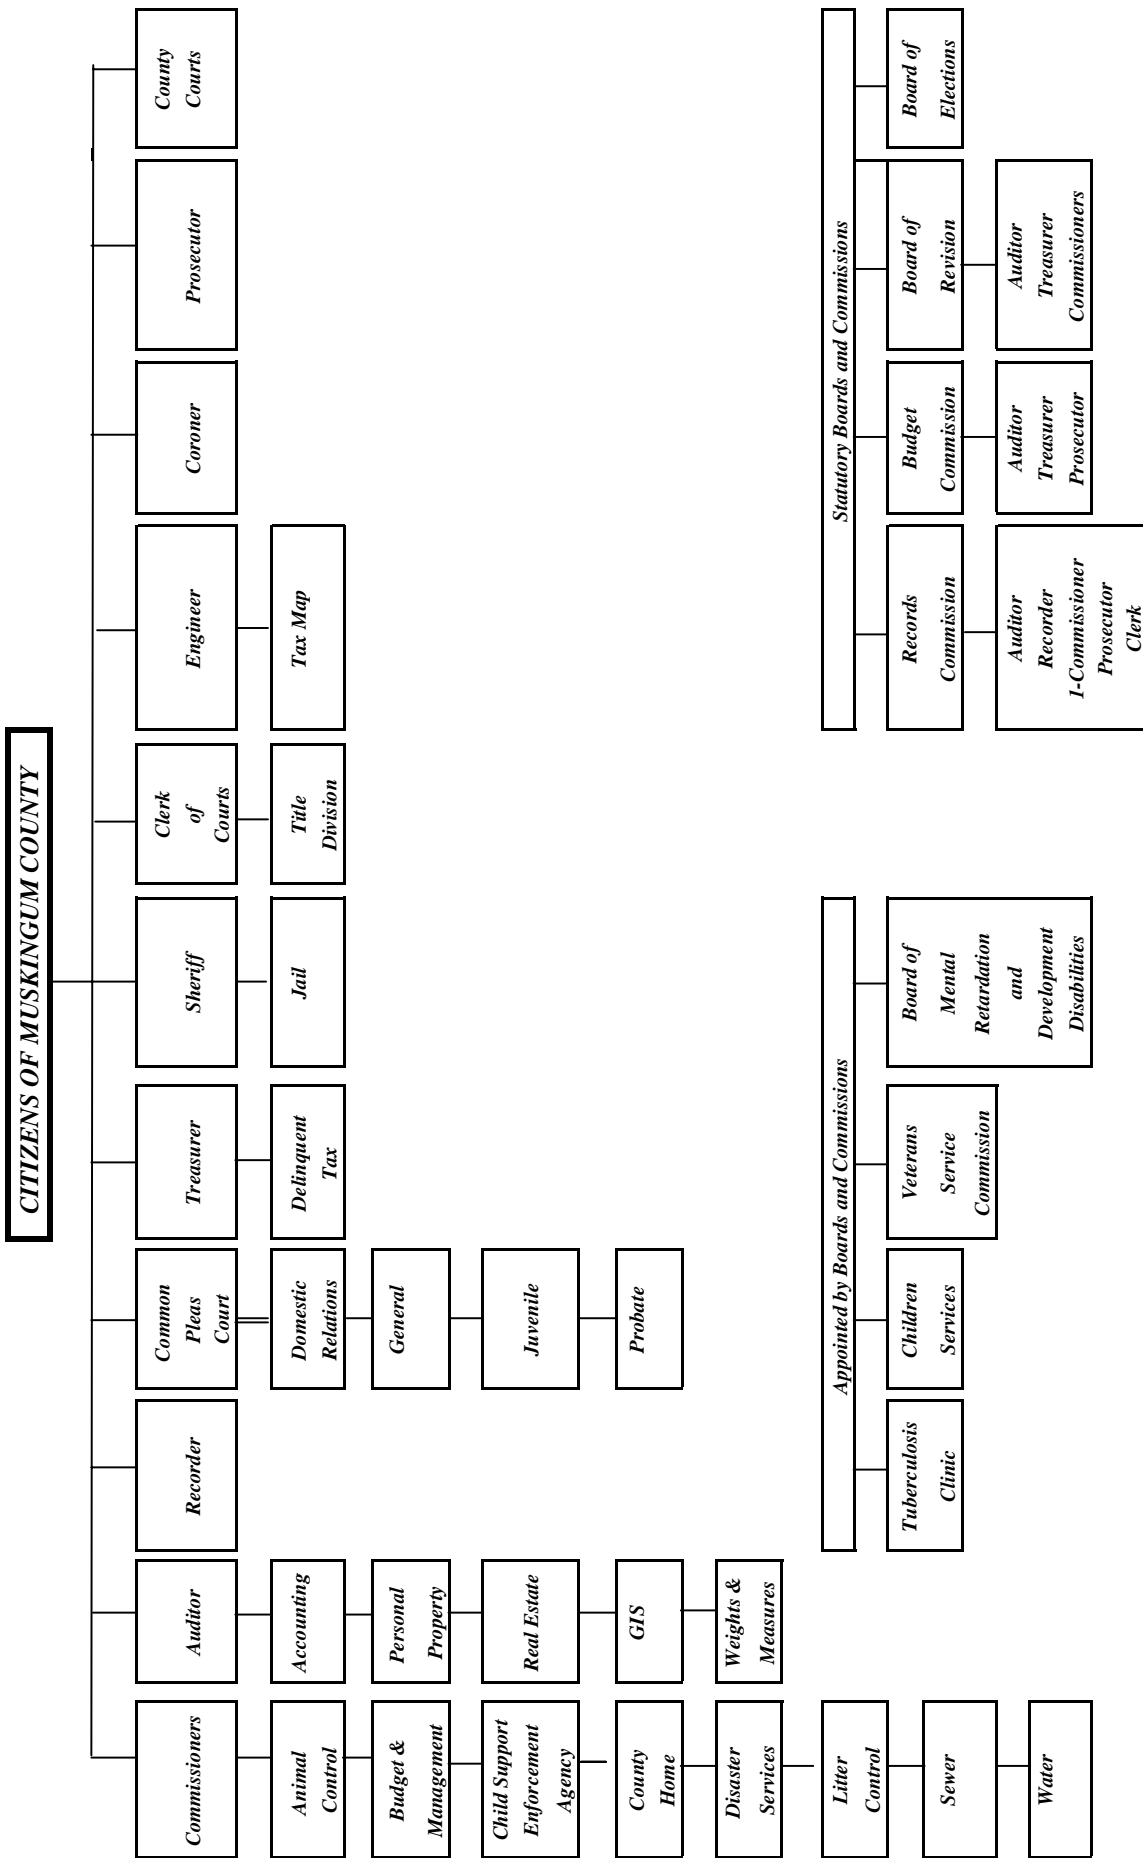 CITIZENS OF MUSKINGUM COUNTY
Commissioners
Animal
Control
Budget &
Management
Child Support
Enforcement
Agency
County
Home
Disaster
Services
Litter
Control
Sewer
Water
Auditor
Accounting
Personal
Property
Real Estate
GIS
Weights &
Measures
Recorder
Common
Pleas
Court
Domestic
Relations
General
Juvenile
Probate
Treasurer
Delinquent
Tax
Sheriff
Jail
Clerk
of
Courts
Title
Division
Engineer
Tax Map
Coroner
Prosecutor
County
Courts
Appointed by Boards and Commissions
Tuberculosis
Clinic
Children
Services
Veterans
Service
Commission
Board of
Mental
Retardation
and
Development
Disabilities
Statutory Boards and Commissions
Records
Commission
Auditor
Recorder
1-Commissioner
Prosecutor
Clerk
Budget
Commission
Auditor
Treasurer
Prosecutor
Board of
Revision
Auditor
Treasurer
Commissioners
Board of
Elections